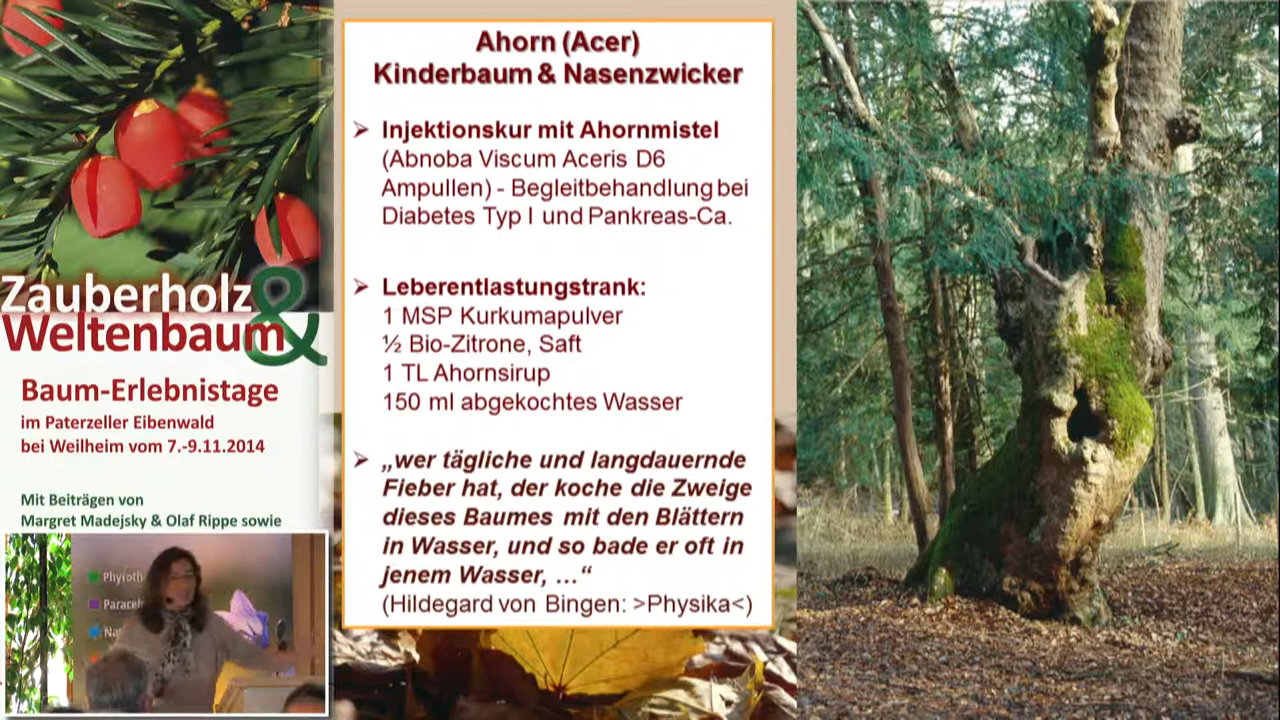 Zauberholz &
Weltenbaum
Baum-Erlebnistage
im Paterzeller Eibenwald
bei Weilheim vom 7.-9.11.2014
Mit Beiträgen von
Margret Madejsky & Olaf Rippe sowie
Ahorn (Acer)
Kinderbaum & Nasenzwicker
➢ Injektionskur mit Ahornmistel
(Abnoba Viscum Aceris D6
Ampullen) - Begleitbehandlung bei
Diabetes Typ I und Pankreas-Ca.
➢ Leberentlastungstrank:
1 MSP Kurkumapulver
½ Bio-Zitrone, Saft
1 TL Ahornsirup
150 ml abgekochtes Wasser
➢ „wer tägliche und langdauernde
Fieber hat, der koche die Zweige
dieses Baumes mit den Blättern
in Wasser, und so bade er oft in
jenem Wasser, …“
(Hildegard von Bingen: >Physika<)